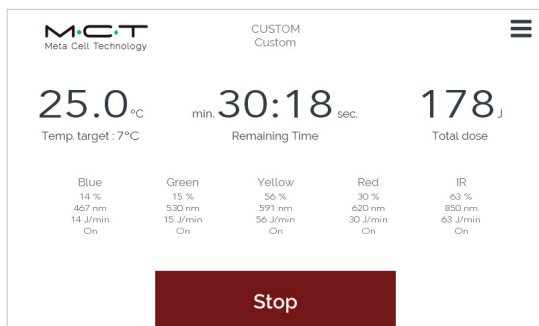 M·C·T
Meta Cell Technology
CUSTOM
Custom
25.0 ºC
Temp. target : 7ºC
min. 30:18 sec.
Remaining Time
178 J
Total dose
Blue
14 %
467 nm
14 J/min
On
Green
15 %
530 nm
15 J/min
On
Yellow
56 %
591 nm
56 J/min
On
Red
30 %
620 nm
30 J/min
On
IR
63 %
850 nm
63 J/min
On
Stop